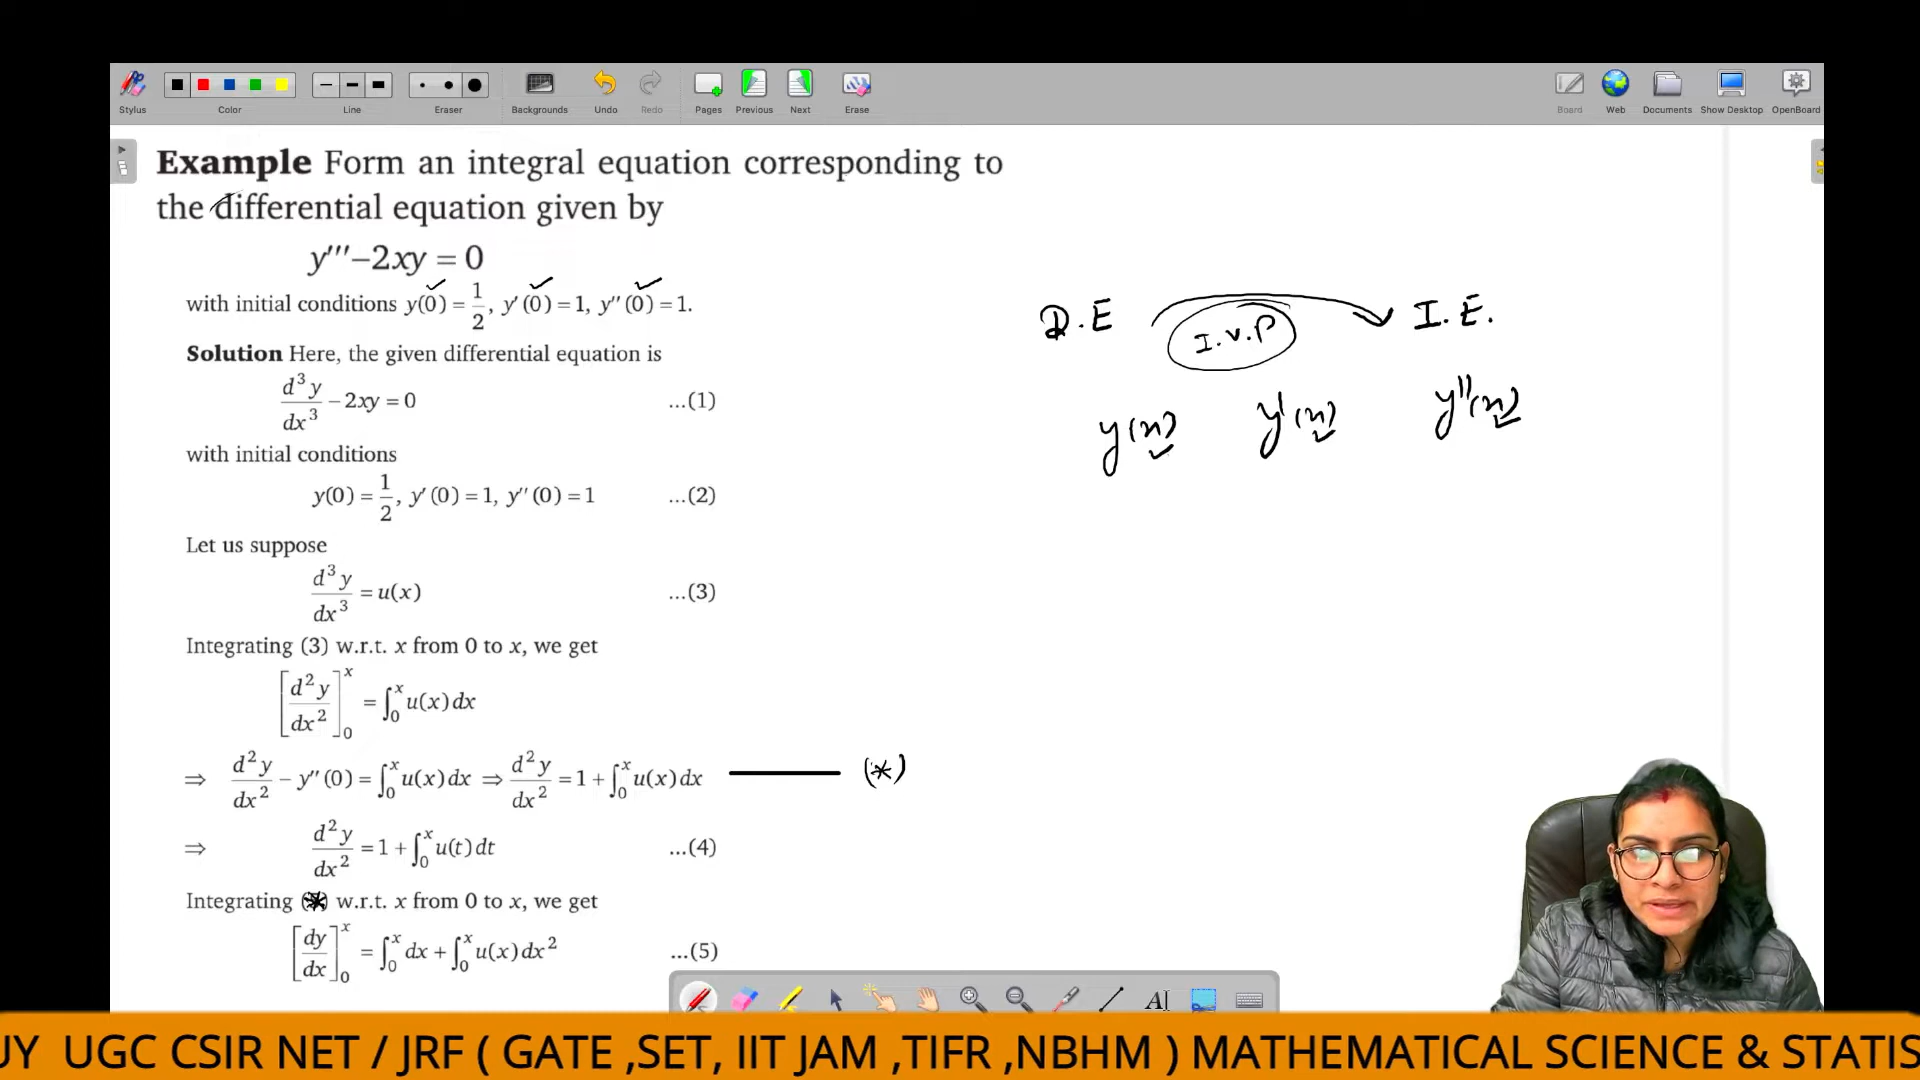 Stylus Color Line Eraser Backgrounds Undo Redo Pages Previous Next Erase Board Web Documents Show Desktop OpenBoard
Example Form an integral equation corresponding to
the differential equation given by
y′′′−2xy = 0
with initial conditions y(0) = 1/2, y′(0) = 1, y′′(0) = 1.
Solution Here, the given differential equation is
d³y/dx³ − 2xy = 0 ...(1)
with initial conditions
y(0) = 1/2, y′(0) = 1, y′′(0) = 1 ...(2)
Let us suppose
d³y/dx³ = u(x) ...(3)
Integrating (3) w.r.t. x from 0 to x, we get
[d²y/dx²]₀ˣ = ∫₀ˣ u(x) dx
⇒ d²y/dx² − y′′(0) = ∫₀ˣ u(x) dx ⇒ d²y/dx² = 1 + ∫₀ˣ u(x) dx —— (*)
⇒ d²y/dx² = 1 + ∫₀ˣ u(t) dt ...(4)
Integrating (*) w.r.t. x from 0 to x, we get
[dy/dx]₀ˣ = ∫₀ˣ dx + ∫₀ˣ u(x) dx² ...(5)
D.E I.E.
I.V.P
y(x) y'(x) y''(x)
AI
UY UGC CSIR NET / JRF ( GATE ,SET, IIT JAM ,TIFR ,NBHM ) MATHEMATICAL SCIENCE & STATIS